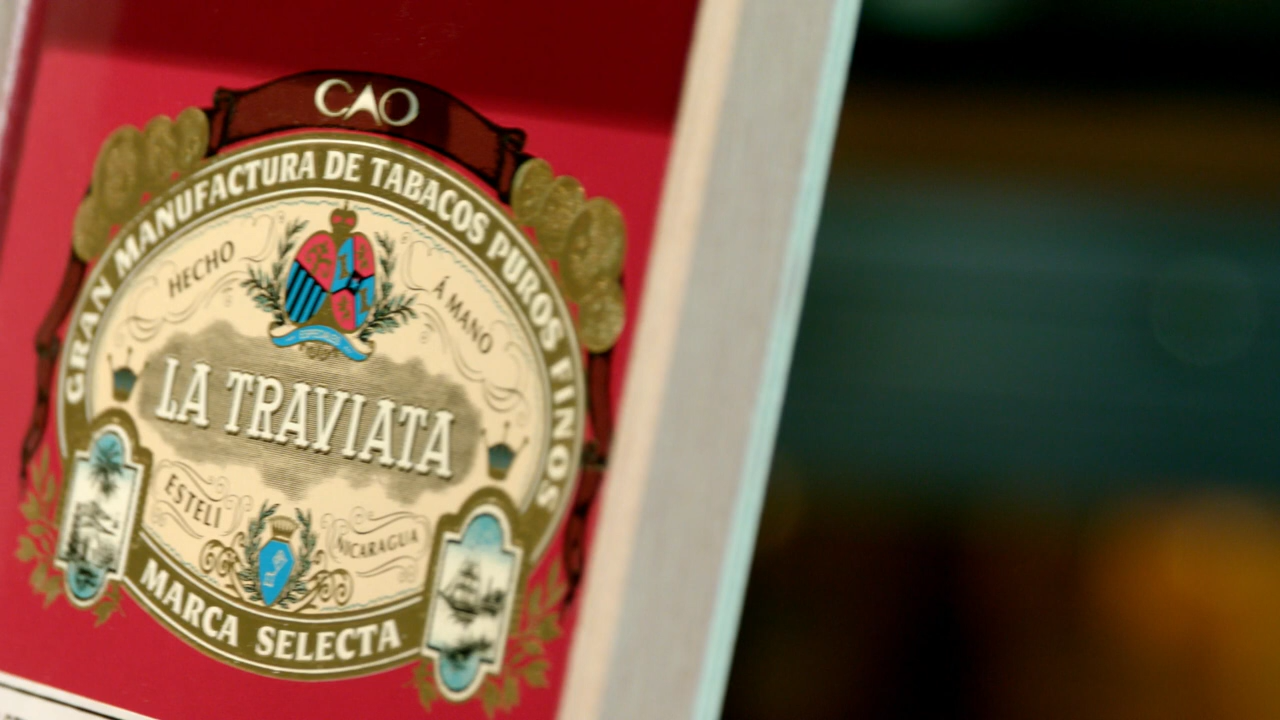 CAO
GRAN MANUFACTURA DE TABACOS PUROS FINOS
HECHO Á MANO
LA TRAVIATA
ESTELI NICARAGUA
MARCA SELECTA